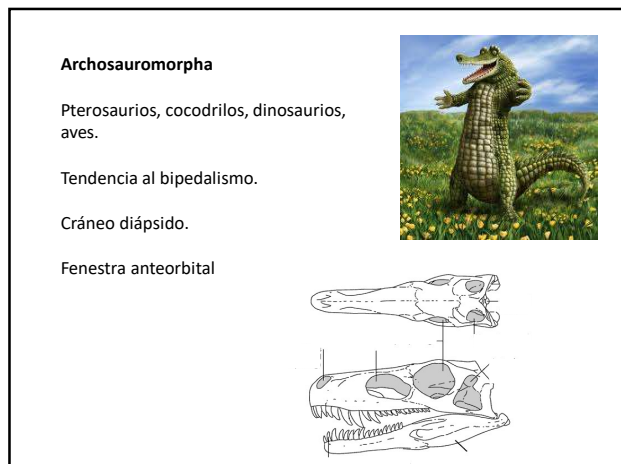 Archosauromorpha
Pterosaurios, cocodrilos, dinosaurios,
aves.
Tendencia al bipedalismo.
Cráneo diápsido.
Fenestra anteorbital